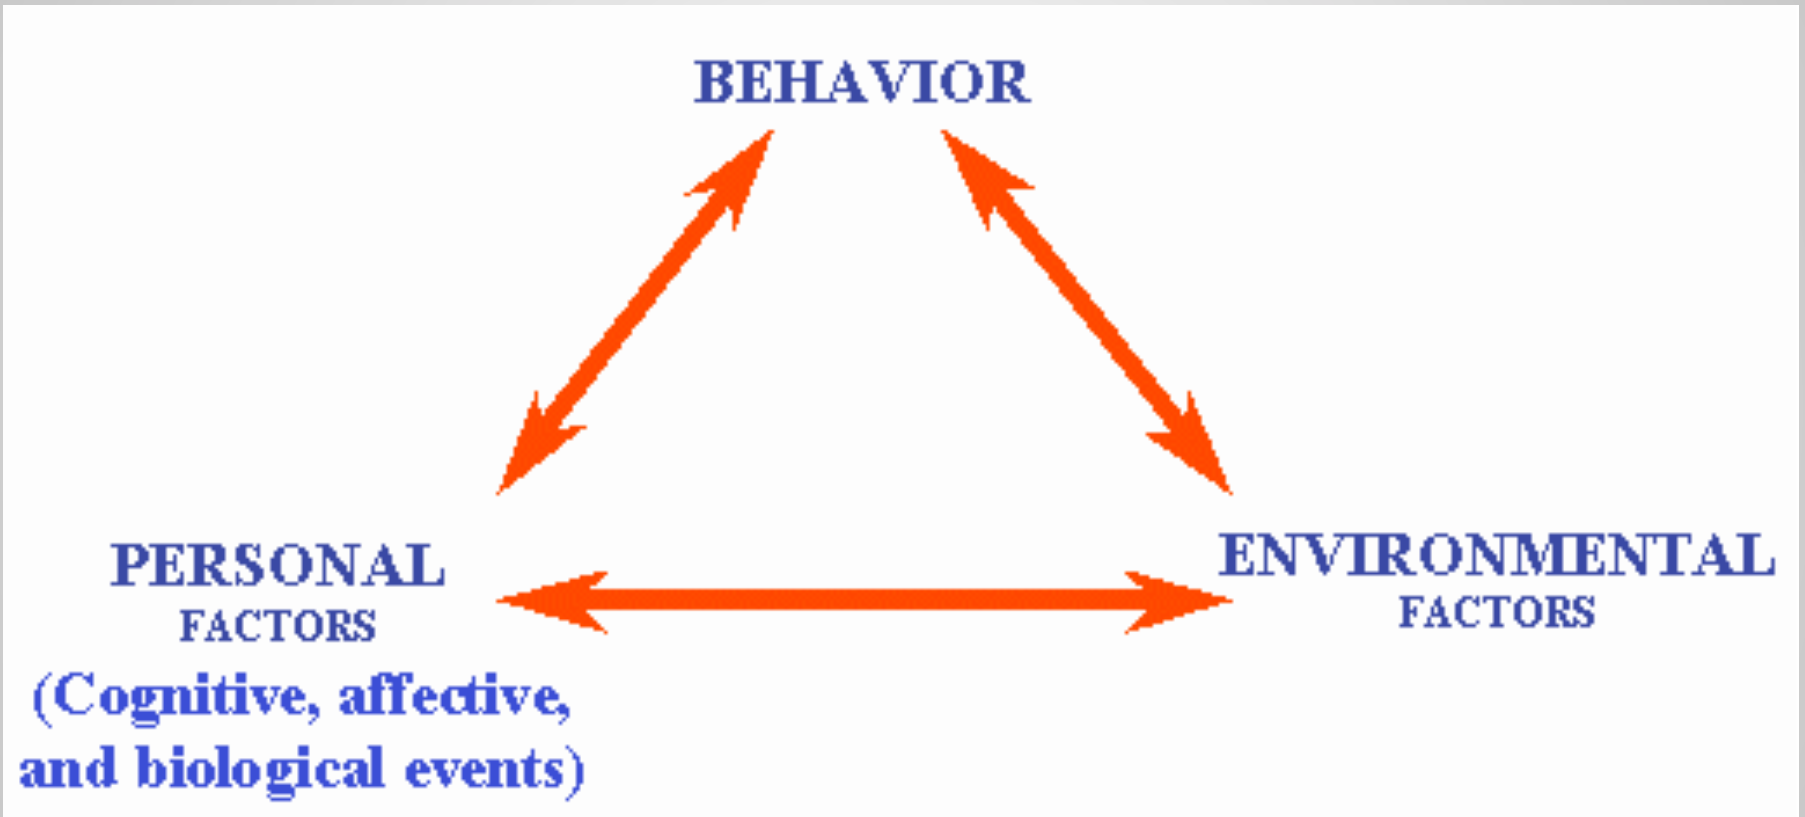 BEHAVIOR
PERSONAL
FACTORS
(Cognitive, affective,
and biological events)
ENVIRONMENTAL
FACTORS